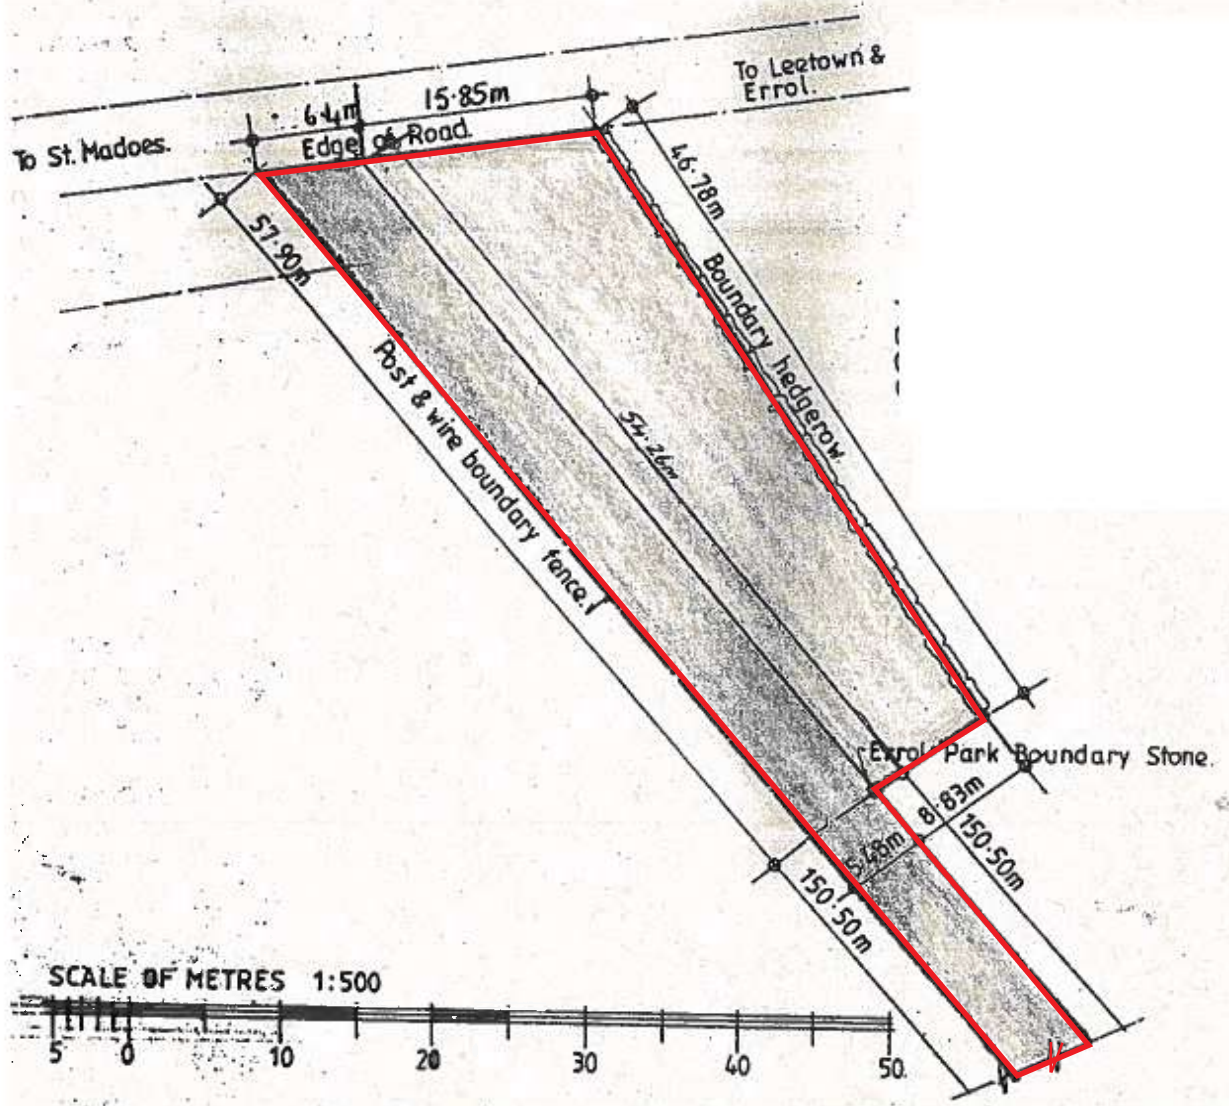 To Leetown &
Errol.
6.4m
15.85m
Edge of Road.
To St. Madoes.
46.78m
57.90m
Boundary hedgerow.
Post & wire boundary fence.
54.26m
Errol Park Boundary Stone.
8.83m
5.48m
150.50m
150.50m
SCALE OF METRES 1:500
5 0 10 20 30 40 50.